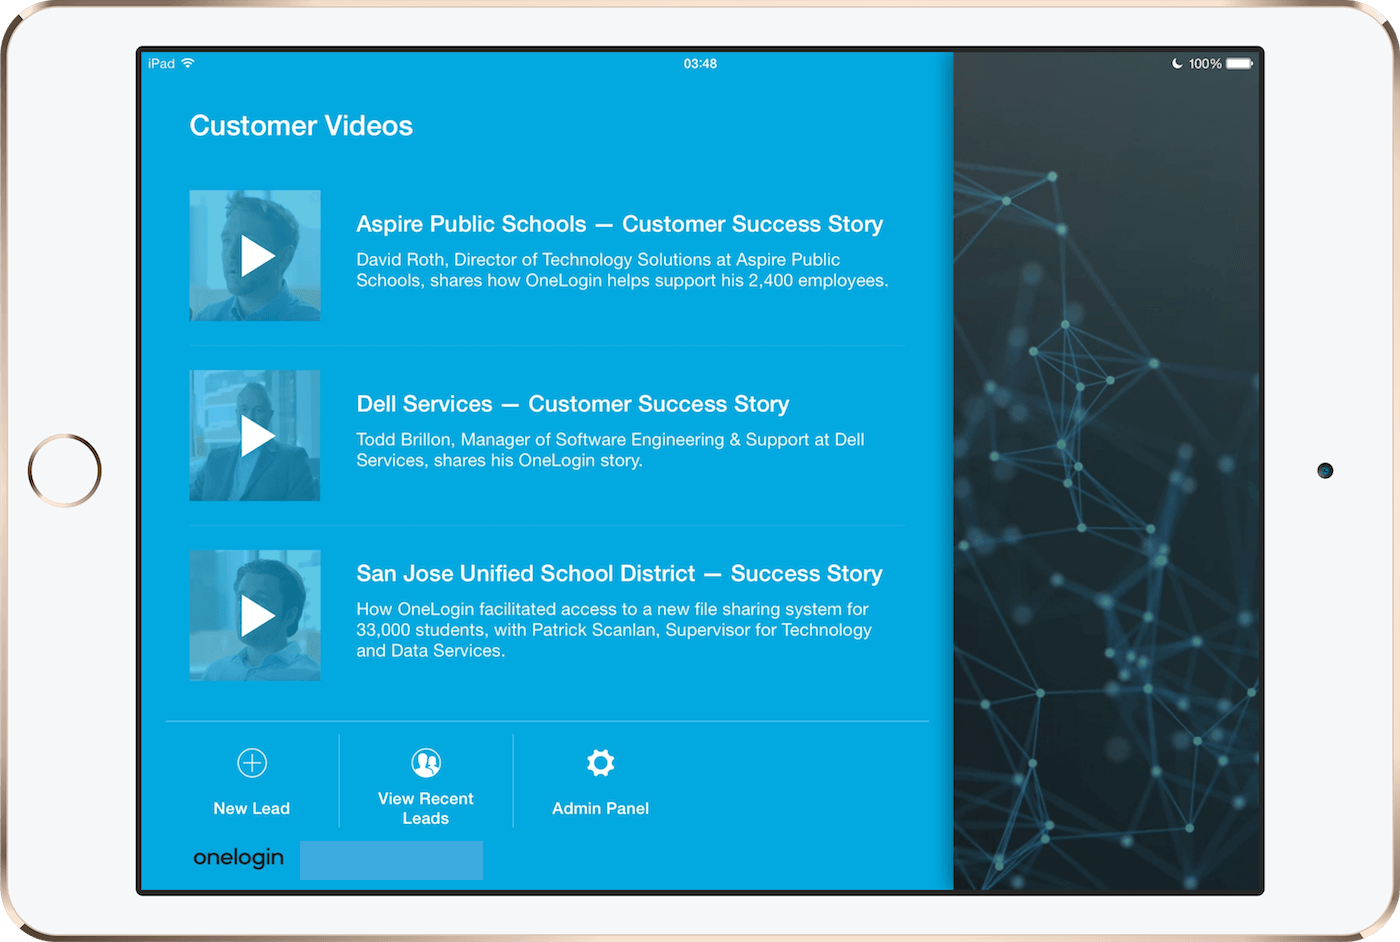 iPad
03:48
100%
Customer Videos
Aspire Public Schools — Customer Success Story
David Roth, Director of Technology Solutions at Aspire Public
Schools, shares how OneLogin helps support his 2,400 employees.
Dell Services — Customer Success Story
Todd Brillon, Manager of Software Engineering & Support at Dell
Services, shares his OneLogin story.
San Jose Unified School District — Success Story
How OneLogin facilitated access to a new file sharing system for
33,000 students, with Patrick Scanlan, Supervisor for Technology
and Data Services.
New Lead
View Recent
Leads
Admin Panel
onelogin